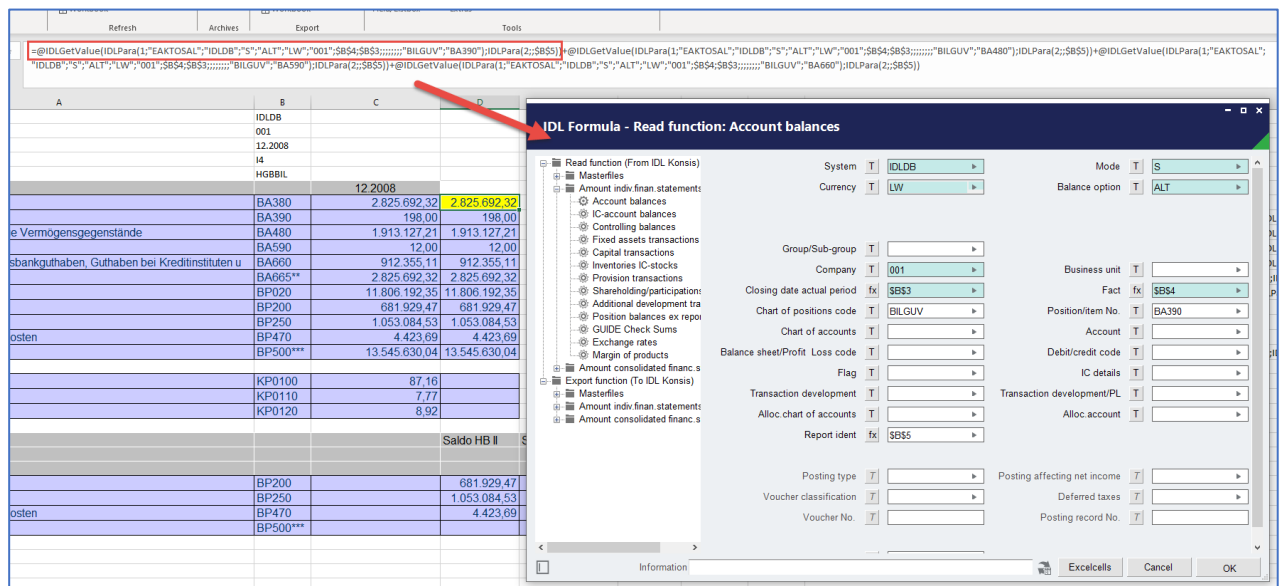 Refresh Archives Export Tools
=@IDLGetValue(IDLPara(1;"EAKTOSAL";"IDLDB";"S";"ALT";"LW";"001";$B$4;$B$3;;;;;;;;"BILGUV";"BA390");IDLPara(2;;$B$5))+@IDLGetValue(IDLPara(1;"EAKTOSAL";"IDLDB";"S";"ALT";"LW";"001";$B$4;$B$3;;;;;;;;"BILGUV";"BA480");IDLPara(2;;$B$5))+@IDLGetValue(IDLPara(1;"EAKTOSAL";
"IDLDB";"S";"ALT";"LW";"001";$B$4;$B$3;;;;;;;;"BILGUV";"BA590");IDLPara(2;;$B$5))+@IDLGetValue(IDLPara(1;"EAKTOSAL";"IDLDB";"S";"ALT";"LW";"001";$B$4;$B$3;;;;;;;;"BILGUV";"BA660");IDLPara(2;;$B$5))
A B C D
IDLDB
001
12.2008
I4
HGBBIL
12.2008
BA380 2.825.692,32 2.825.692,32
BA390 198,00 198,00
e Vermögensgegenstände BA480 1.913.127,21 1.913.127,21
BA590 12,00 12,00
sbankguthaben, Guthaben bei Kreditinstituten u BA660 912.355,11 912.355,11
BA665** 2.825.692,32 2.825.692,32
BP020 11.806.192,35 11.806.192,35
BP200 681.929,47 681.929,47
BP250 1.053.084,53 1.053.084,53
osten BP470 4.423,69 4.423,69
BP500*** 13.545.630,04 13.545.630,04
KP0100 87,16
KP0110 7,77
KP0120 8,92
Saldo HB II
BP200 681.929,47
BP250 1.053.084,53
osten BP470 4.423,69
BP500***
IDL Formula - Read function: Account balances
Read function (From IDL Konsis)
Masterfiles
Amount indiv.finan.statements
Account balances
IC-account balances
Controlling balances
Fixed assets transactions
Capital transactions
Inventories IC-stocks
Provision transactions
Shareholding/participations
Additional development tra
Position balances ex repor
GUIDE Check Sums
Exchange rates
Margin of products
Amount consolidated financ.s
Export function (To IDL Konsis)
Masterfiles
Amount indiv.finan.statements
Amount consolidated financ.s
System T IDLDB Mode T S
Currency T LW Balance option T ALT
Group/Sub-group T
Company T 001 Business unit T
Closing date actual period fx $B$3 Fact fx $B$4
Chart of positions code T BILGUV Position/item No. T BA390
Chart of accounts T Account T
Balance sheet/Profit Loss code T Debit/credit code T
Flag T IC details T
Transaction development T Transaction development/PL T
Alloc.chart of accounts T Alloc.account T
Report ident fx $B$5
Posting type T Posting affecting net income T
Voucher classification T Deferred taxes T
Voucher No. T Posting record No. T
Information Excelcells Cancel OK